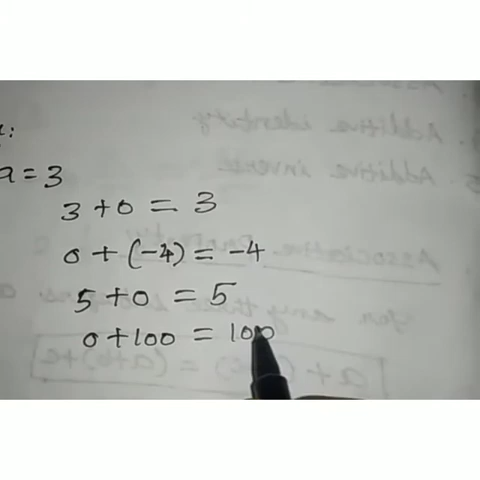 a = 3
3 + 0 = 3
0 + (-4) = -4
5 + 0 = 5
0 + 100 = 100